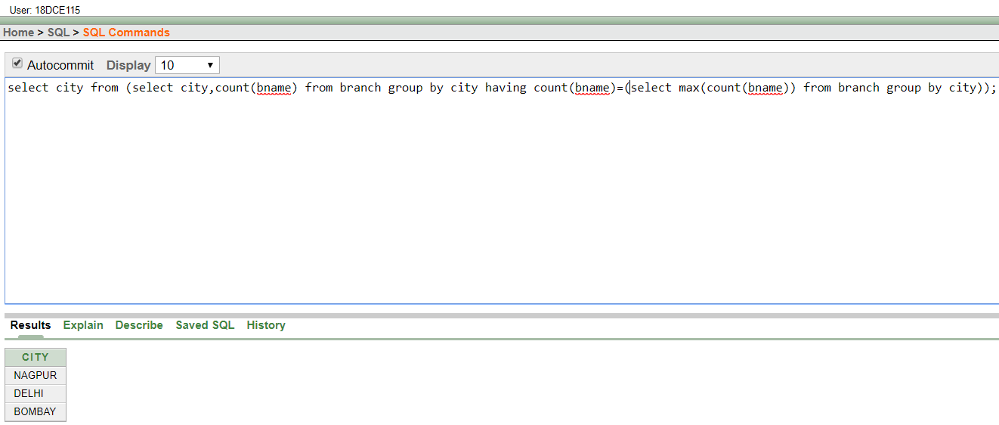 User: 18DCE115
Home > SQL > SQL Commands
Autocommit Display 10
select city from (select city,count(bname) from branch group by city having count(bname)=(select max(count(bname)) from branch group by city));
Results Explain Describe Saved SQL History
CITY
NAGPUR
DELHI
BOMBAY